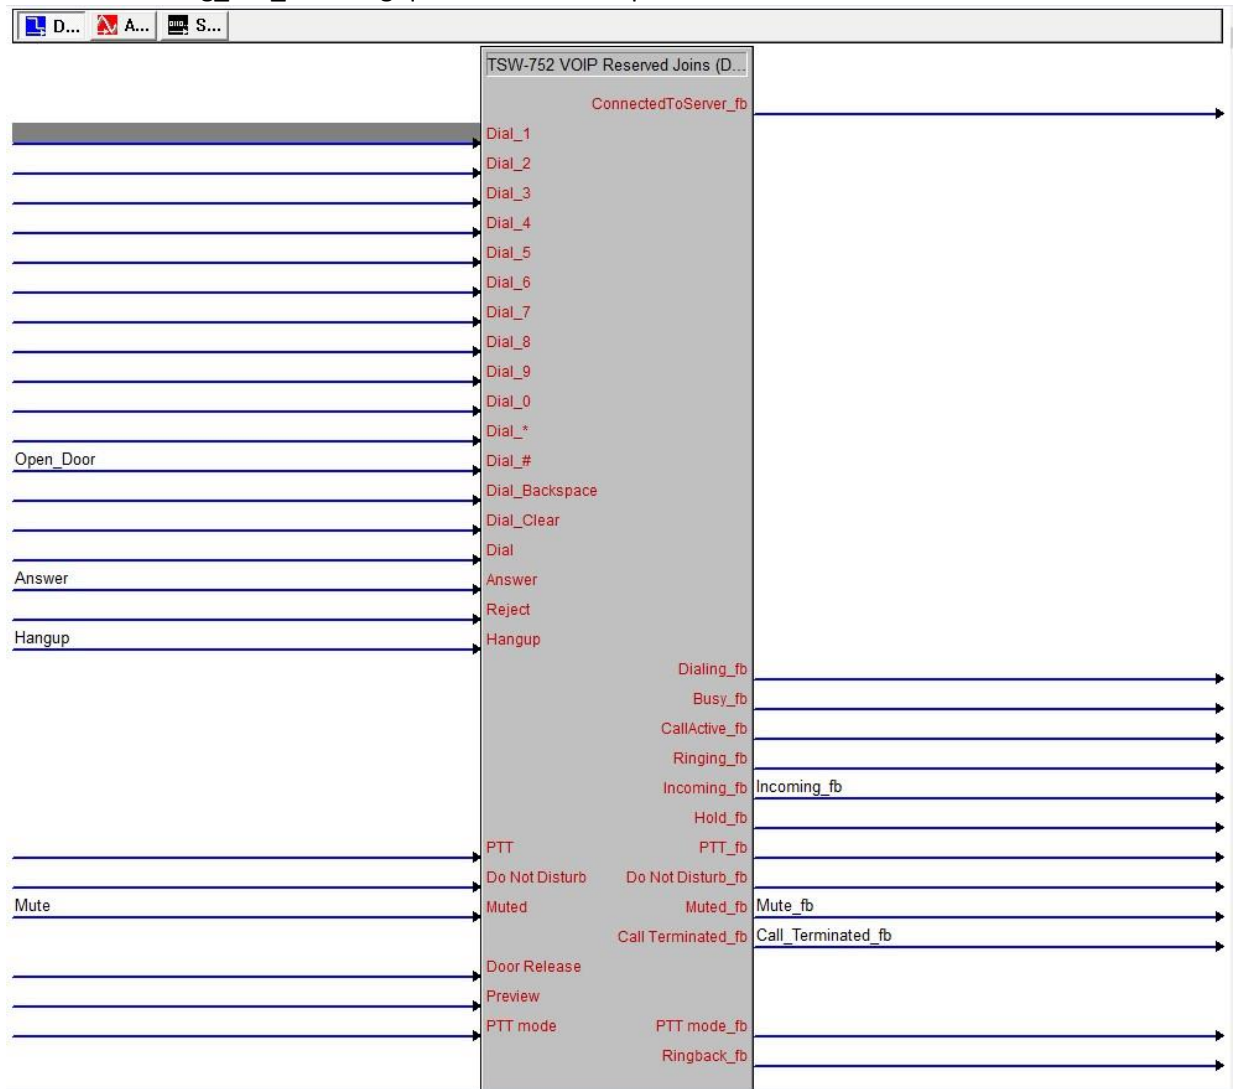 D... A... S...
TSW-752 VOIP Reserved Joins (D...
ConnectedToServer_fb
Dial_1
Dial_2
Dial_3
Dial_4
Dial_5
Dial_6
Dial_7
Dial_8
Dial_9
Dial_0
Dial_*
Open_Door Dial_#
Dial_Backspace
Dial_Clear
Dial
Answer Answer
Reject
Hangup Hangup
Dialing_fb
Busy_fb
CallActive_fb
Ringing_fb
Incoming_fb Incoming_fb
Hold_fb
PTT PTT_fb
Do Not Disturb Do Not Disturb_fb
Mute Muted Muted_fb Mute_fb
Call Terminated_fb Call_Terminated_fb
Door Release
Preview
PTT mode PTT mode_fb
Ringback_fb